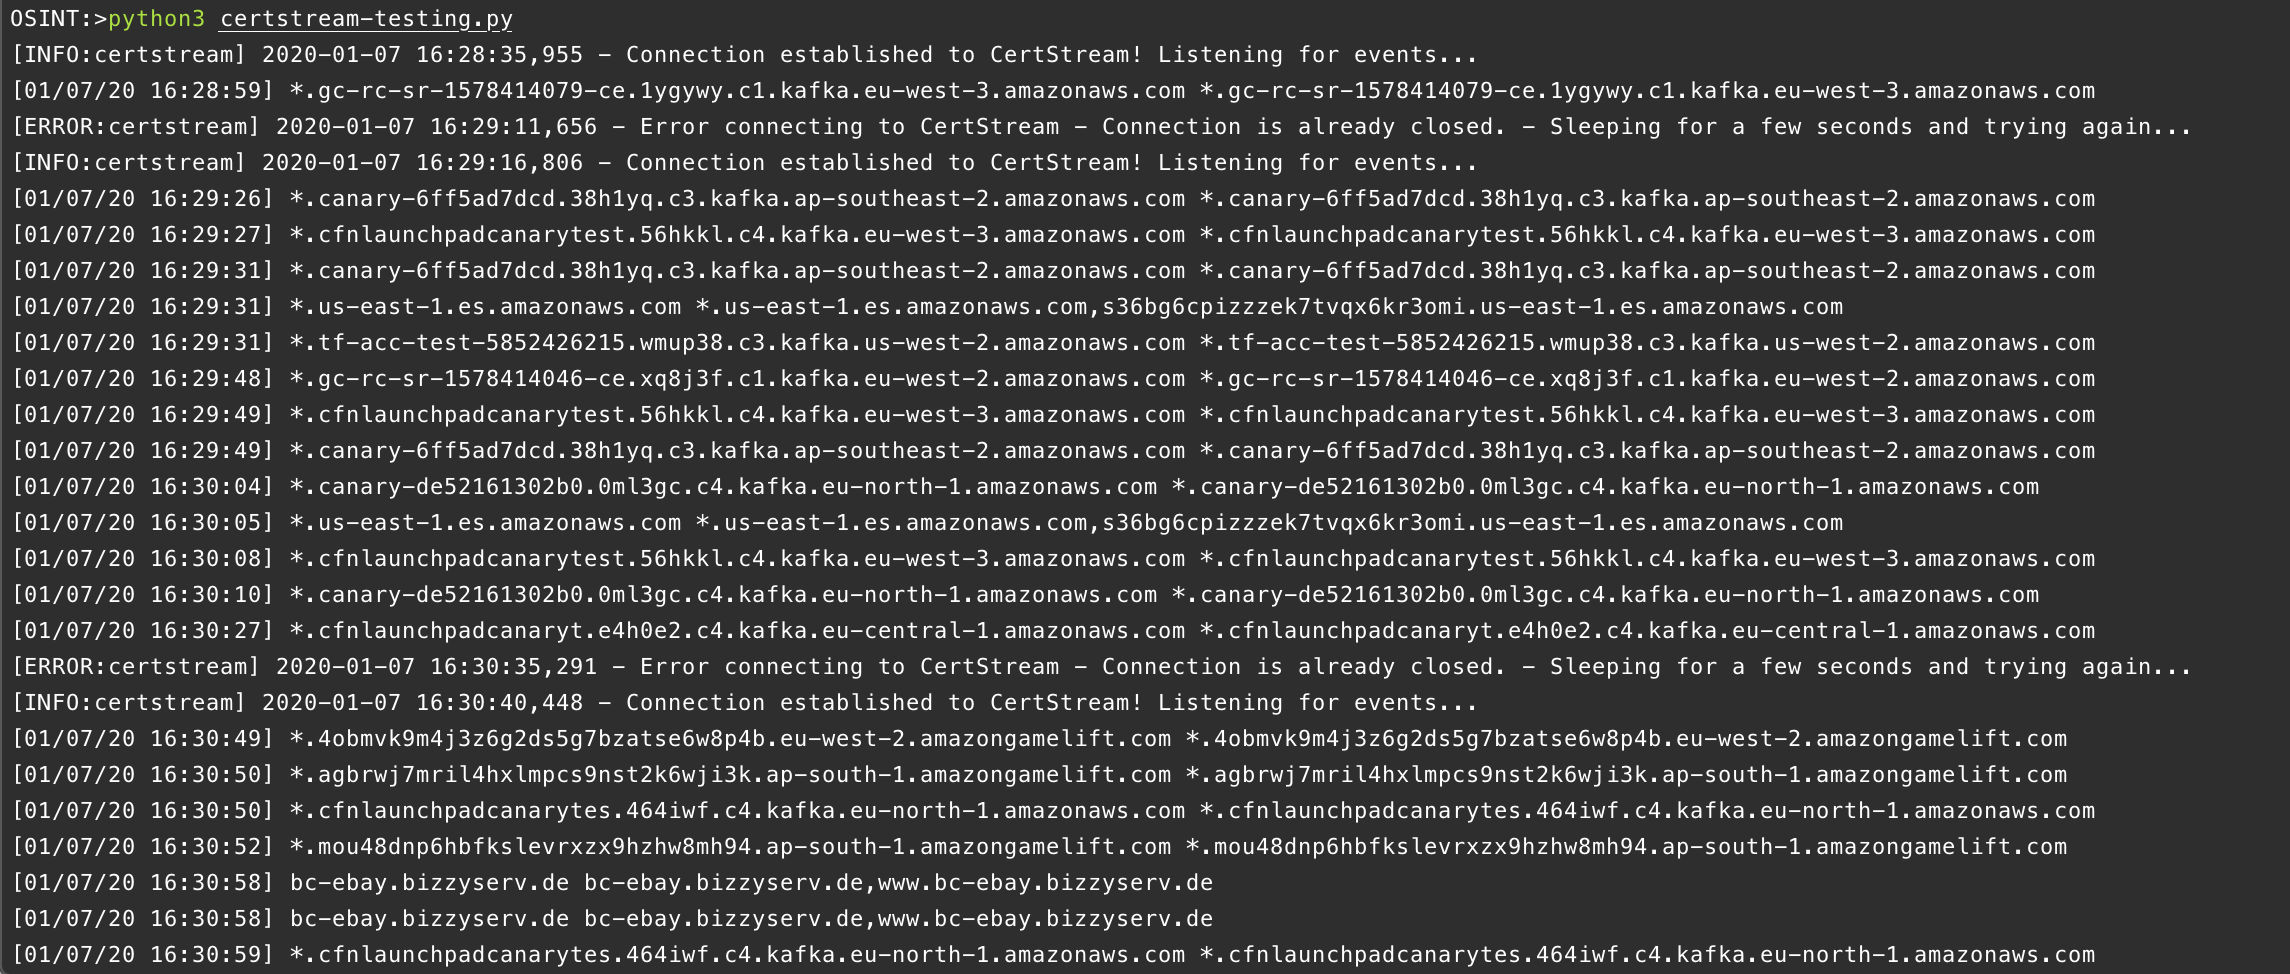 OSINT:>python3 certstream-testing.py
[INFO:certstream] 2020-01-07 16:28:35,955 - Connection established to CertStream! Listening for events...
[01/07/20 16:28:59] *.gc-rc-sr-1578414079-ce.1ygywy.c1.kafka.eu-west-3.amazonaws.com *.gc-rc-sr-1578414079-ce.1ygywy.c1.kafka.eu-west-3.amazonaws.com
[ERROR:certstream] 2020-01-07 16:29:11,656 - Error connecting to CertStream - Connection is already closed. - Sleeping for a few seconds and trying again...
[INFO:certstream] 2020-01-07 16:29:16,806 - Connection established to CertStream! Listening for events...
[01/07/20 16:29:26] *.canary-6ff5ad7dcd.38h1yq.c3.kafka.ap-southeast-2.amazonaws.com *.canary-6ff5ad7dcd.38h1yq.c3.kafka.ap-southeast-2.amazonaws.com
[01/07/20 16:29:27] *.cfnlaunchpadcanarytest.56hkkl.c4.kafka.eu-west-3.amazonaws.com *.cfnlaunchpadcanarytest.56hkkl.c4.kafka.eu-west-3.amazonaws.com
[01/07/20 16:29:31] *.canary-6ff5ad7dcd.38h1yq.c3.kafka.ap-southeast-2.amazonaws.com *.canary-6ff5ad7dcd.38h1yq.c3.kafka.ap-southeast-2.amazonaws.com
[01/07/20 16:29:31] *.us-east-1.es.amazonaws.com *.us-east-1.es.amazonaws.com,s36bg6cpizzzek7tvqx6kr3omi.us-east-1.es.amazonaws.com
[01/07/20 16:29:31] *.tf-acc-test-5852426215.wmup38.c3.kafka.us-west-2.amazonaws.com *.tf-acc-test-5852426215.wmup38.c3.kafka.us-west-2.amazonaws.com
[01/07/20 16:29:48] *.gc-rc-sr-1578414046-ce.xq8j3f.c1.kafka.eu-west-2.amazonaws.com *.gc-rc-sr-1578414046-ce.xq8j3f.c1.kafka.eu-west-2.amazonaws.com
[01/07/20 16:29:49] *.cfnlaunchpadcanarytest.56hkkl.c4.kafka.eu-west-3.amazonaws.com *.cfnlaunchpadcanarytest.56hkkl.c4.kafka.eu-west-3.amazonaws.com
[01/07/20 16:29:49] *.canary-6ff5ad7dcd.38h1yq.c3.kafka.ap-southeast-2.amazonaws.com *.canary-6ff5ad7dcd.38h1yq.c3.kafka.ap-southeast-2.amazonaws.com
[01/07/20 16:30:04] *.canary-de52161302b0.0ml3gc.c4.kafka.eu-north-1.amazonaws.com *.canary-de52161302b0.0ml3gc.c4.kafka.eu-north-1.amazonaws.com
[01/07/20 16:30:05] *.us-east-1.es.amazonaws.com *.us-east-1.es.amazonaws.com,s36bg6cpizzzek7tvqx6kr3omi.us-east-1.es.amazonaws.com
[01/07/20 16:30:08] *.cfnlaunchpadcanarytest.56hkkl.c4.kafka.eu-west-3.amazonaws.com *.cfnlaunchpadcanarytest.56hkkl.c4.kafka.eu-west-3.amazonaws.com
[01/07/20 16:30:10] *.canary-de52161302b0.0ml3gc.c4.kafka.eu-north-1.amazonaws.com *.canary-de52161302b0.0ml3gc.c4.kafka.eu-north-1.amazonaws.com
[01/07/20 16:30:27] *.cfnlaunchpadcanaryt.e4h0e2.c4.kafka.eu-central-1.amazonaws.com *.cfnlaunchpadcanaryt.e4h0e2.c4.kafka.eu-central-1.amazonaws.com
[ERROR:certstream] 2020-01-07 16:30:35,291 - Error connecting to CertStream - Connection is already closed. - Sleeping for a few seconds and trying again...
[INFO:certstream] 2020-01-07 16:30:40,448 - Connection established to CertStream! Listening for events...
[01/07/20 16:30:49] *.4obmvk9m4j3z6g2ds5g7bzatse6w8p4b.eu-west-2.amazongamelift.com *.4obmvk9m4j3z6g2ds5g7bzatse6w8p4b.eu-west-2.amazongamelift.com
[01/07/20 16:30:50] *.agbrwj7mril4hxlmpcs9nst2k6wji3k.ap-south-1.amazongamelift.com *.agbrwj7mril4hxlmpcs9nst2k6wji3k.ap-south-1.amazongamelift.com
[01/07/20 16:30:50] *.cfnlaunchpadcanarytes.464iwf.c4.kafka.eu-north-1.amazonaws.com *.cfnlaunchpadcanarytes.464iwf.c4.kafka.eu-north-1.amazonaws.com
[01/07/20 16:30:52] *.mou48dnp6hbfkslevrxzx9hzhw8mh94.ap-south-1.amazongamelift.com *.mou48dnp6hbfkslevrxzx9hzhw8mh94.ap-south-1.amazongamelift.com
[01/07/20 16:30:58] bc-ebay.bizzyserv.de bc-ebay.bizzyserv.de,www.bc-ebay.bizzyserv.de
[01/07/20 16:30:58] bc-ebay.bizzyserv.de bc-ebay.bizzyserv.de,www.bc-ebay.bizzyserv.de
[01/07/20 16:30:59] *.cfnlaunchpadcanarytes.464iwf.c4.kafka.eu-north-1.amazonaws.com *.cfnlaunchpadcanarytes.464iwf.c4.kafka.eu-north-1.amazonaws.com